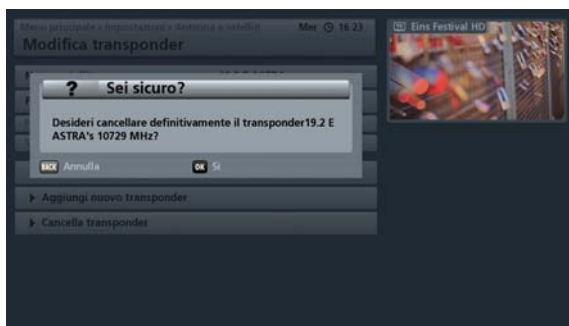 Menu principale > Impostazioni > Antenna e satelliti
Mer 16 23
Eins Festival HD
Modifica transponder
? Sei sicuro?
Desideri cancellare definitivamente il transponder19.2 E
ASTRA's 10729 MHz?
BACK Annulla
OK Sì
Aggiungi nuovo transponder
Cancella transponder